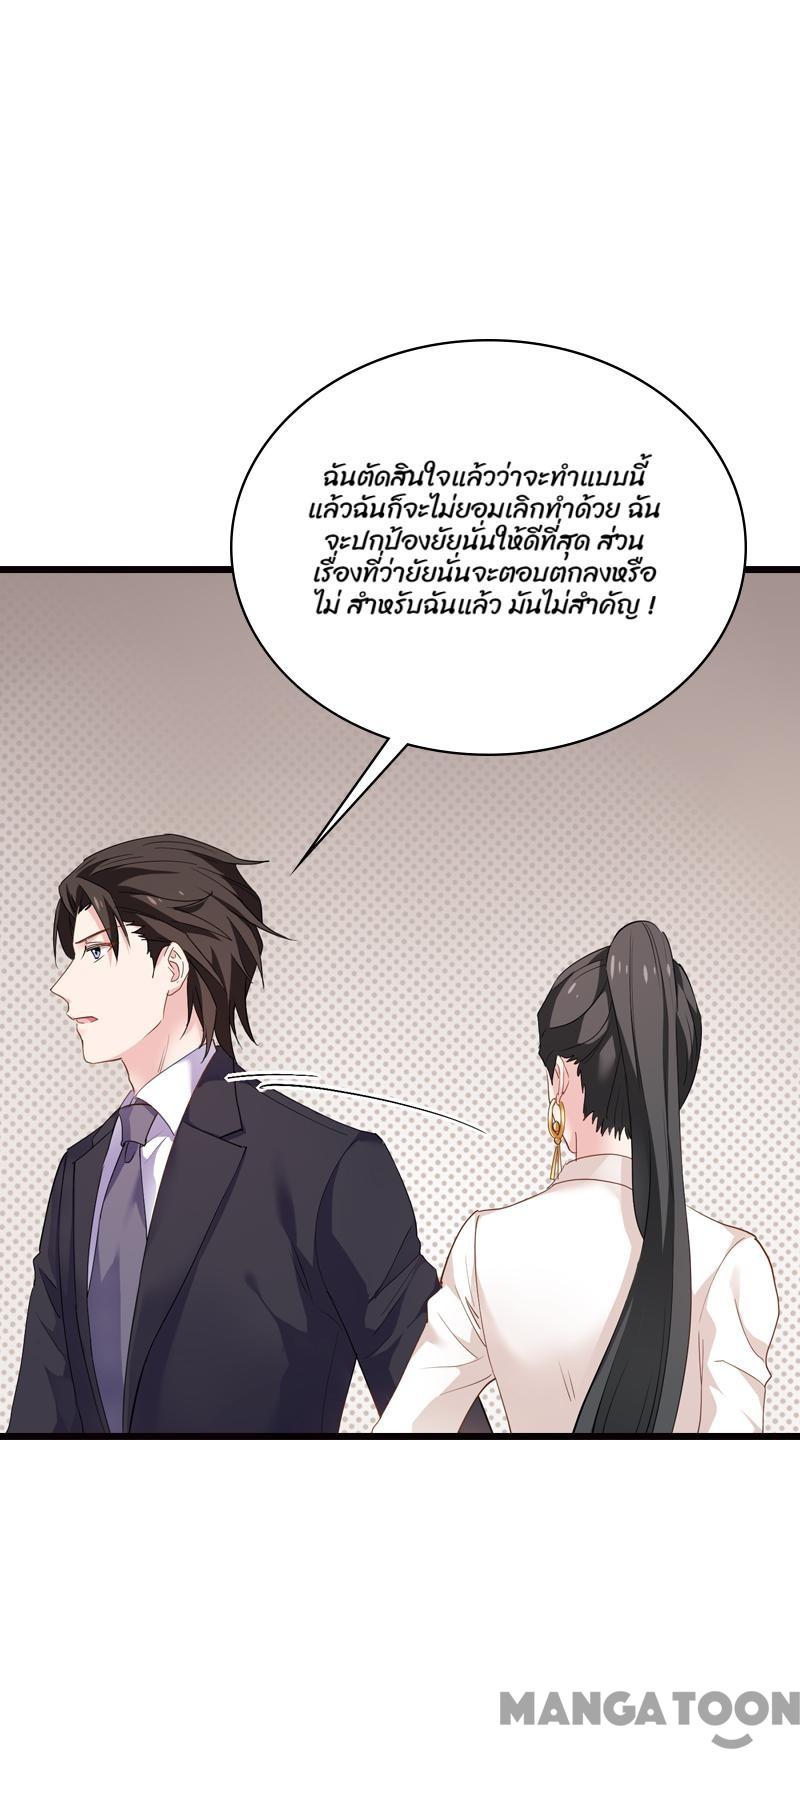 ฉันตัดสินใจแล้วว่าจะทำแบบนี้
แล้วฉันก็จะไม่ยอมเลิกทำด้วย ฉัน
จะปกป้องยัยนั่นให้ดีที่สุด ส่วน
เรื่องที่ว่ายัยนั่นจะตอบตกลงหรือ
ไม่ สำหรับฉันแล้ว มันไม่สำคัญ !
MANGATOON